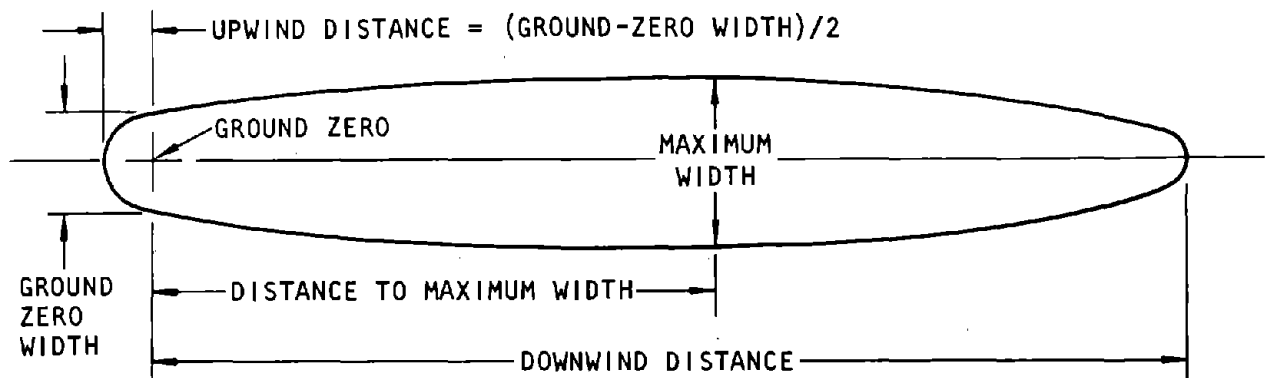 UPWIND DISTANCE = (GROUND-ZERO WIDTH)/2
GROUND ZERO
MAXIMUM
WIDTH
GROUND
ZERO
WIDTH
DISTANCE TO MAXIMUM WIDTH
DOWNWIND DISTANCE